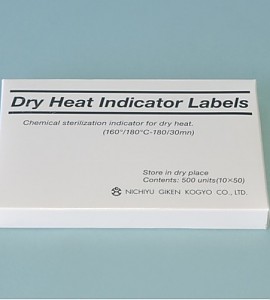 Dry Heat Indicator Labels
Chemical sterilization indicator for dry heat.
(160°/180°C-180/30mn)
Store in dry place
Contents: 500 units(10×50)
NICHIYU GIKEN KOGYO CO., LTD.